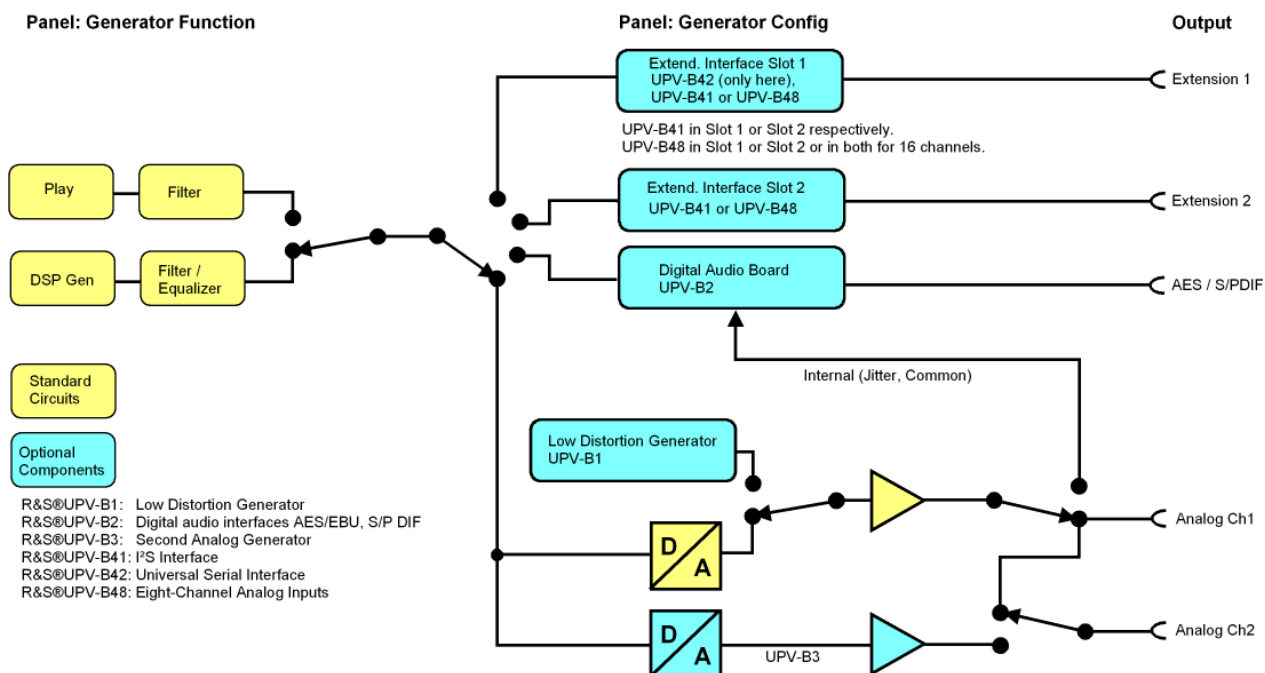 Panel: Generator Function
Panel: Generator Config
Output
Extend. Interface Slot 1
UPV-B42 (only here),
UPV-B41 or UPV-B48
Extension 1
UPV-B41 in Slot 1 or Slot 2 respectively.
UPV-B48 in Slot 1 or Slot 2 or in both for 16 channels.
Play
Filter
Extend. Interface Slot 2
UPV-B41 or UPV-B48
Extension 2
DSP Gen
Filter /
Equalizer
Digital Audio Board
UPV-B2
AES / S/PDIF
Internal (Jitter, Common)
Standard
Circuits
Optional
Components
Low Distortion Generator
UPV-B1
R&S®UPV-B1: Low Distortion Generator
R&S®UPV-B2: Digital audio interfaces AES/EBU, S/P DIF
R&S®UPV-B3: Second Analog Generator
R&S®UPV-B41: I²S Interface
R&S®UPV-B42: Universal Serial Interface
R&S®UPV-B48: Eight-Channel Analog Inputs
D
A
Analog Ch1
D
A
UPV-B3
Analog Ch2